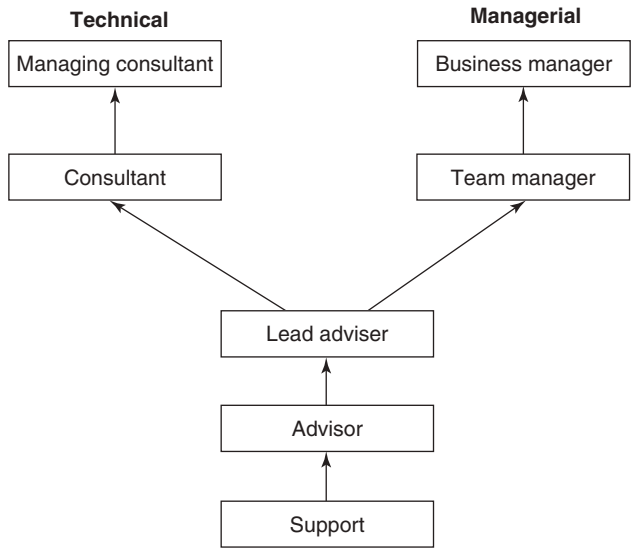 Technical
Managerial
Managing consultant
Business manager
Consultant
Team manager
Lead adviser
Advisor
Support